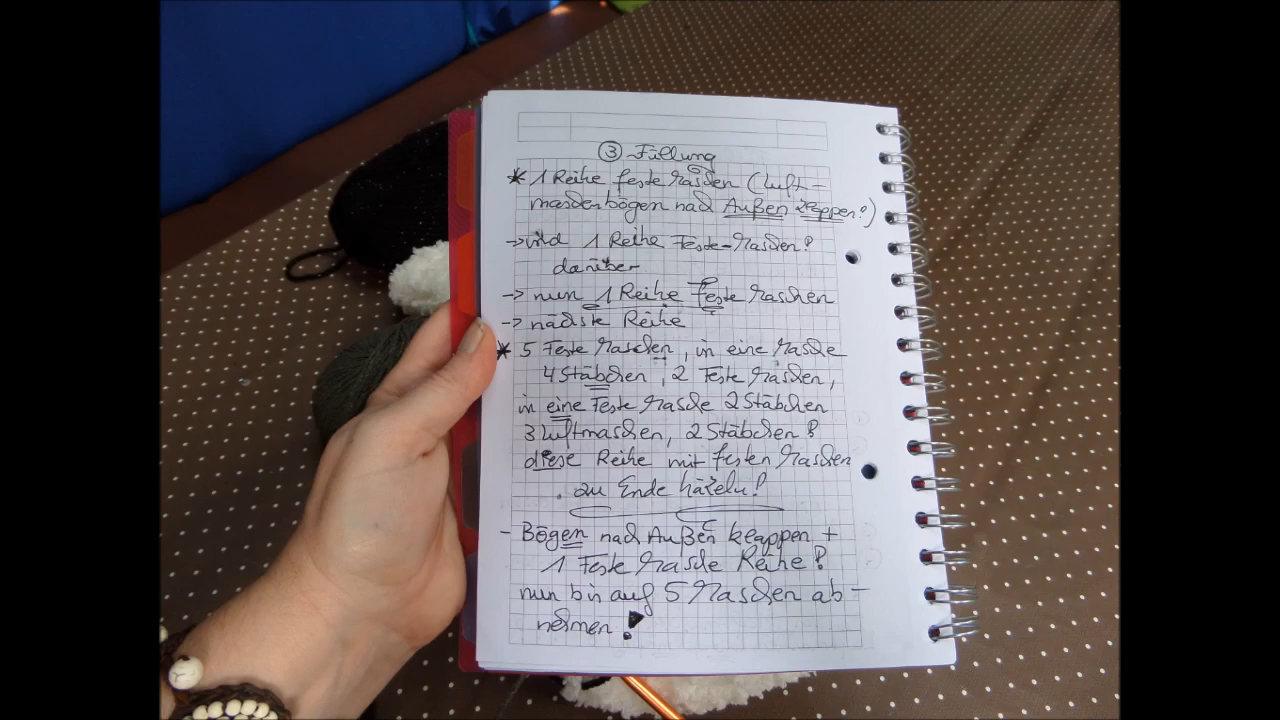 ③ Füllung
* 1 Reihe feste Maschen (Luft-
maschenbögen nach Außen klappen!)
→ und 1 Reihe Feste-Maschen!
darüber
→ nun 1 Reihe feste Maschen
→ nächste Reihe
* 5 Feste Maschen, in eine Masche
4 Stäbchen, 2 Feste Maschen,
in eine Feste Masche 2 Stäbchen
3 Luftmaschen, 2 Stäbchen!
diese Reihe mit festen Maschen
zu Ende häkeln!
- Bögen nach Außen klappen +
1 Feste Masche Reihe!
nun bis auf 5 Maschen ab-
nehmen!